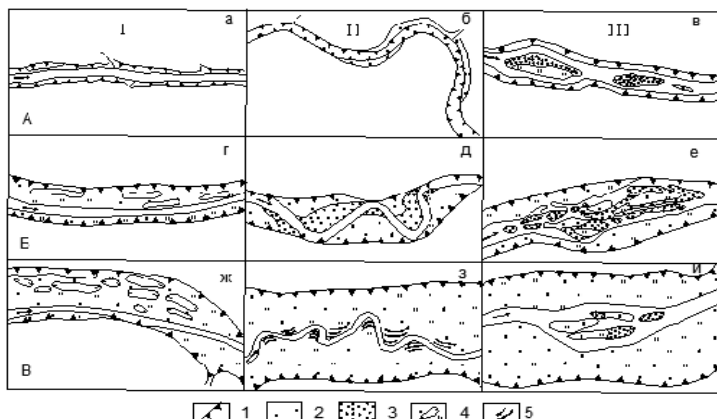 I а II б III в
А
г д е
Б
ж з и
В
1 2 3 4 5